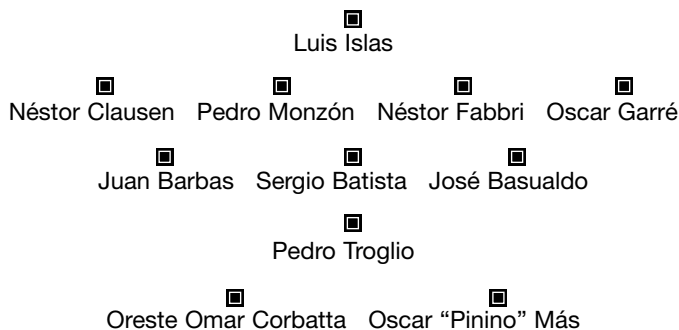 Luis Islas
Néstor Clausen Pedro Monzón Néstor Fabbri Oscar Garré
Juan Barbas Sergio Batista José Basualdo
Pedro Troglio
Oreste Omar Corbatta Oscar “Pinino” Más